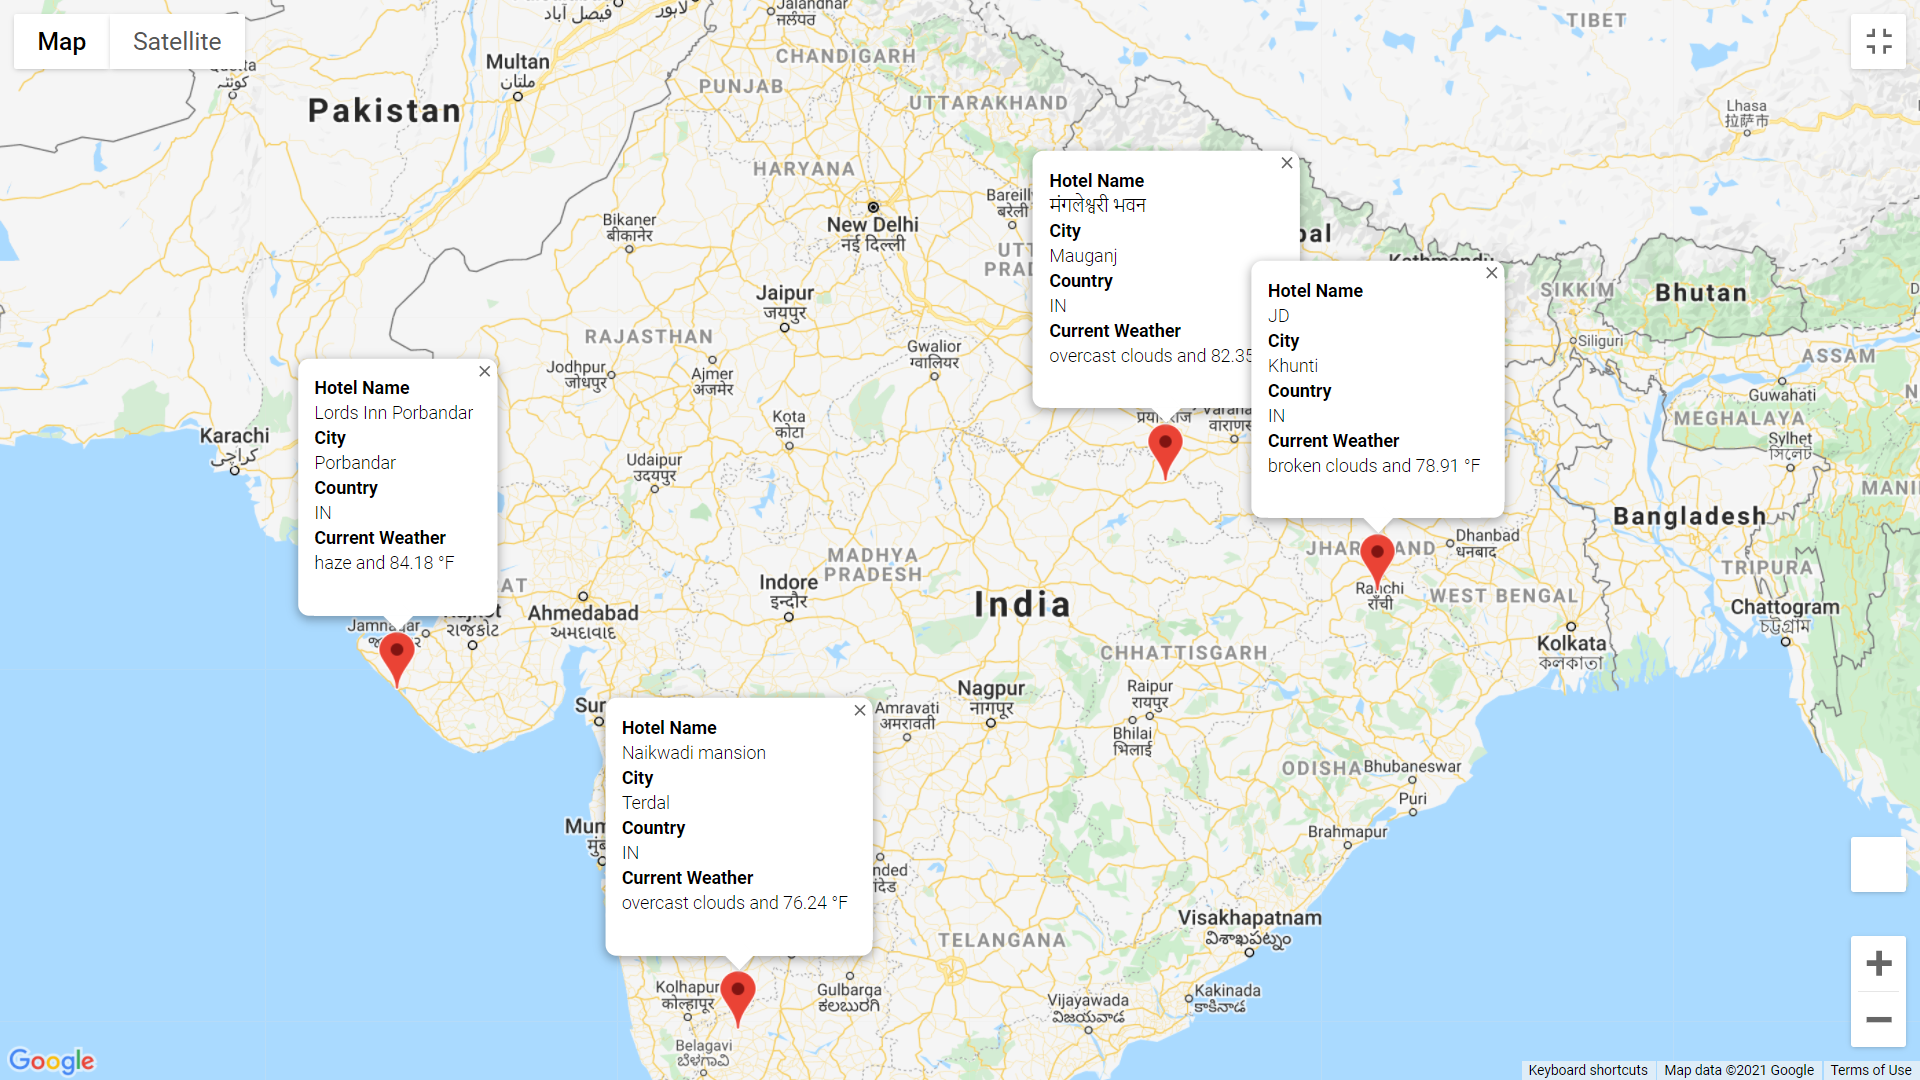 Map
Satellite
Pakistan
Multan
ملتان
فیصل آباد
لاہور
Jalandhar
ਜਲੰਧਰ
CHANDIGARH
PUNJAB
UTTARAKHAND
TIBET
Lhasa
拉萨市
کوئٹہ
HARYANA
Bikaner
बीकानेर
New Delhi
नई दिल्ली
बरेली
Jaipur
जयपुर
RAJASTHAN
Jodhpur
जोधपुर
Ajmer
अजमेर
Gwalior
ग्वालियर
Kota
कोटा
Udaipur
उदयपुर
Karachi
کراچی
Hotel Name
मंगलेश्वरी भवन
City
Mauganj
Country
IN
Current Weather
overcast clouds and 82.35
Hotel Name
JD
City
Khunti
Country
IN
Current Weather
broken clouds and 78.91 °F
SIKKIM
Bhutan
Siliguri
ASSAM
Guwahati
MEGHALAYA
Sylhet
সিলেট
Bangladesh
TRIPURA
Chattogram
চট্টগ্রাম
Hotel Name
Lords Inn Porbandar
City
Porbandar
Country
IN
Current Weather
haze and 84.18 °F
રાજકોટ
Ahmedabad
અમદાવાદ
MADHYA
PRADESH
Indore
इन्दौर
India
Dhanbad
धनबाद
Ranchi
राँची
WEST BENGAL
Kolkata
কলকাতা
CHHATTISGARH
Nagpur
नागपूर
Amravati
अमरावती
Raipur
रायपुर
Bhilai
भिलाई
ODISHA
Bhubaneswar
Puri
Brahmapur
Hotel Name
Naikwadi mansion
City
Terdal
Country
IN
Current Weather
overcast clouds and 76.24 °F
Visakhapatnam
విశాఖపట్నం
TELANGANA
Kolhapur
कोल्हापूर
Gulbarga
ಕಲಬುರಗಿ
Vijayawada
విజయవాడ
Kakinada
కాకినాడ
Belagavi
ಬೆಳಗಾವಿ
Google
Keyboard shortcuts
Map data ©2021 Google
Terms of Use